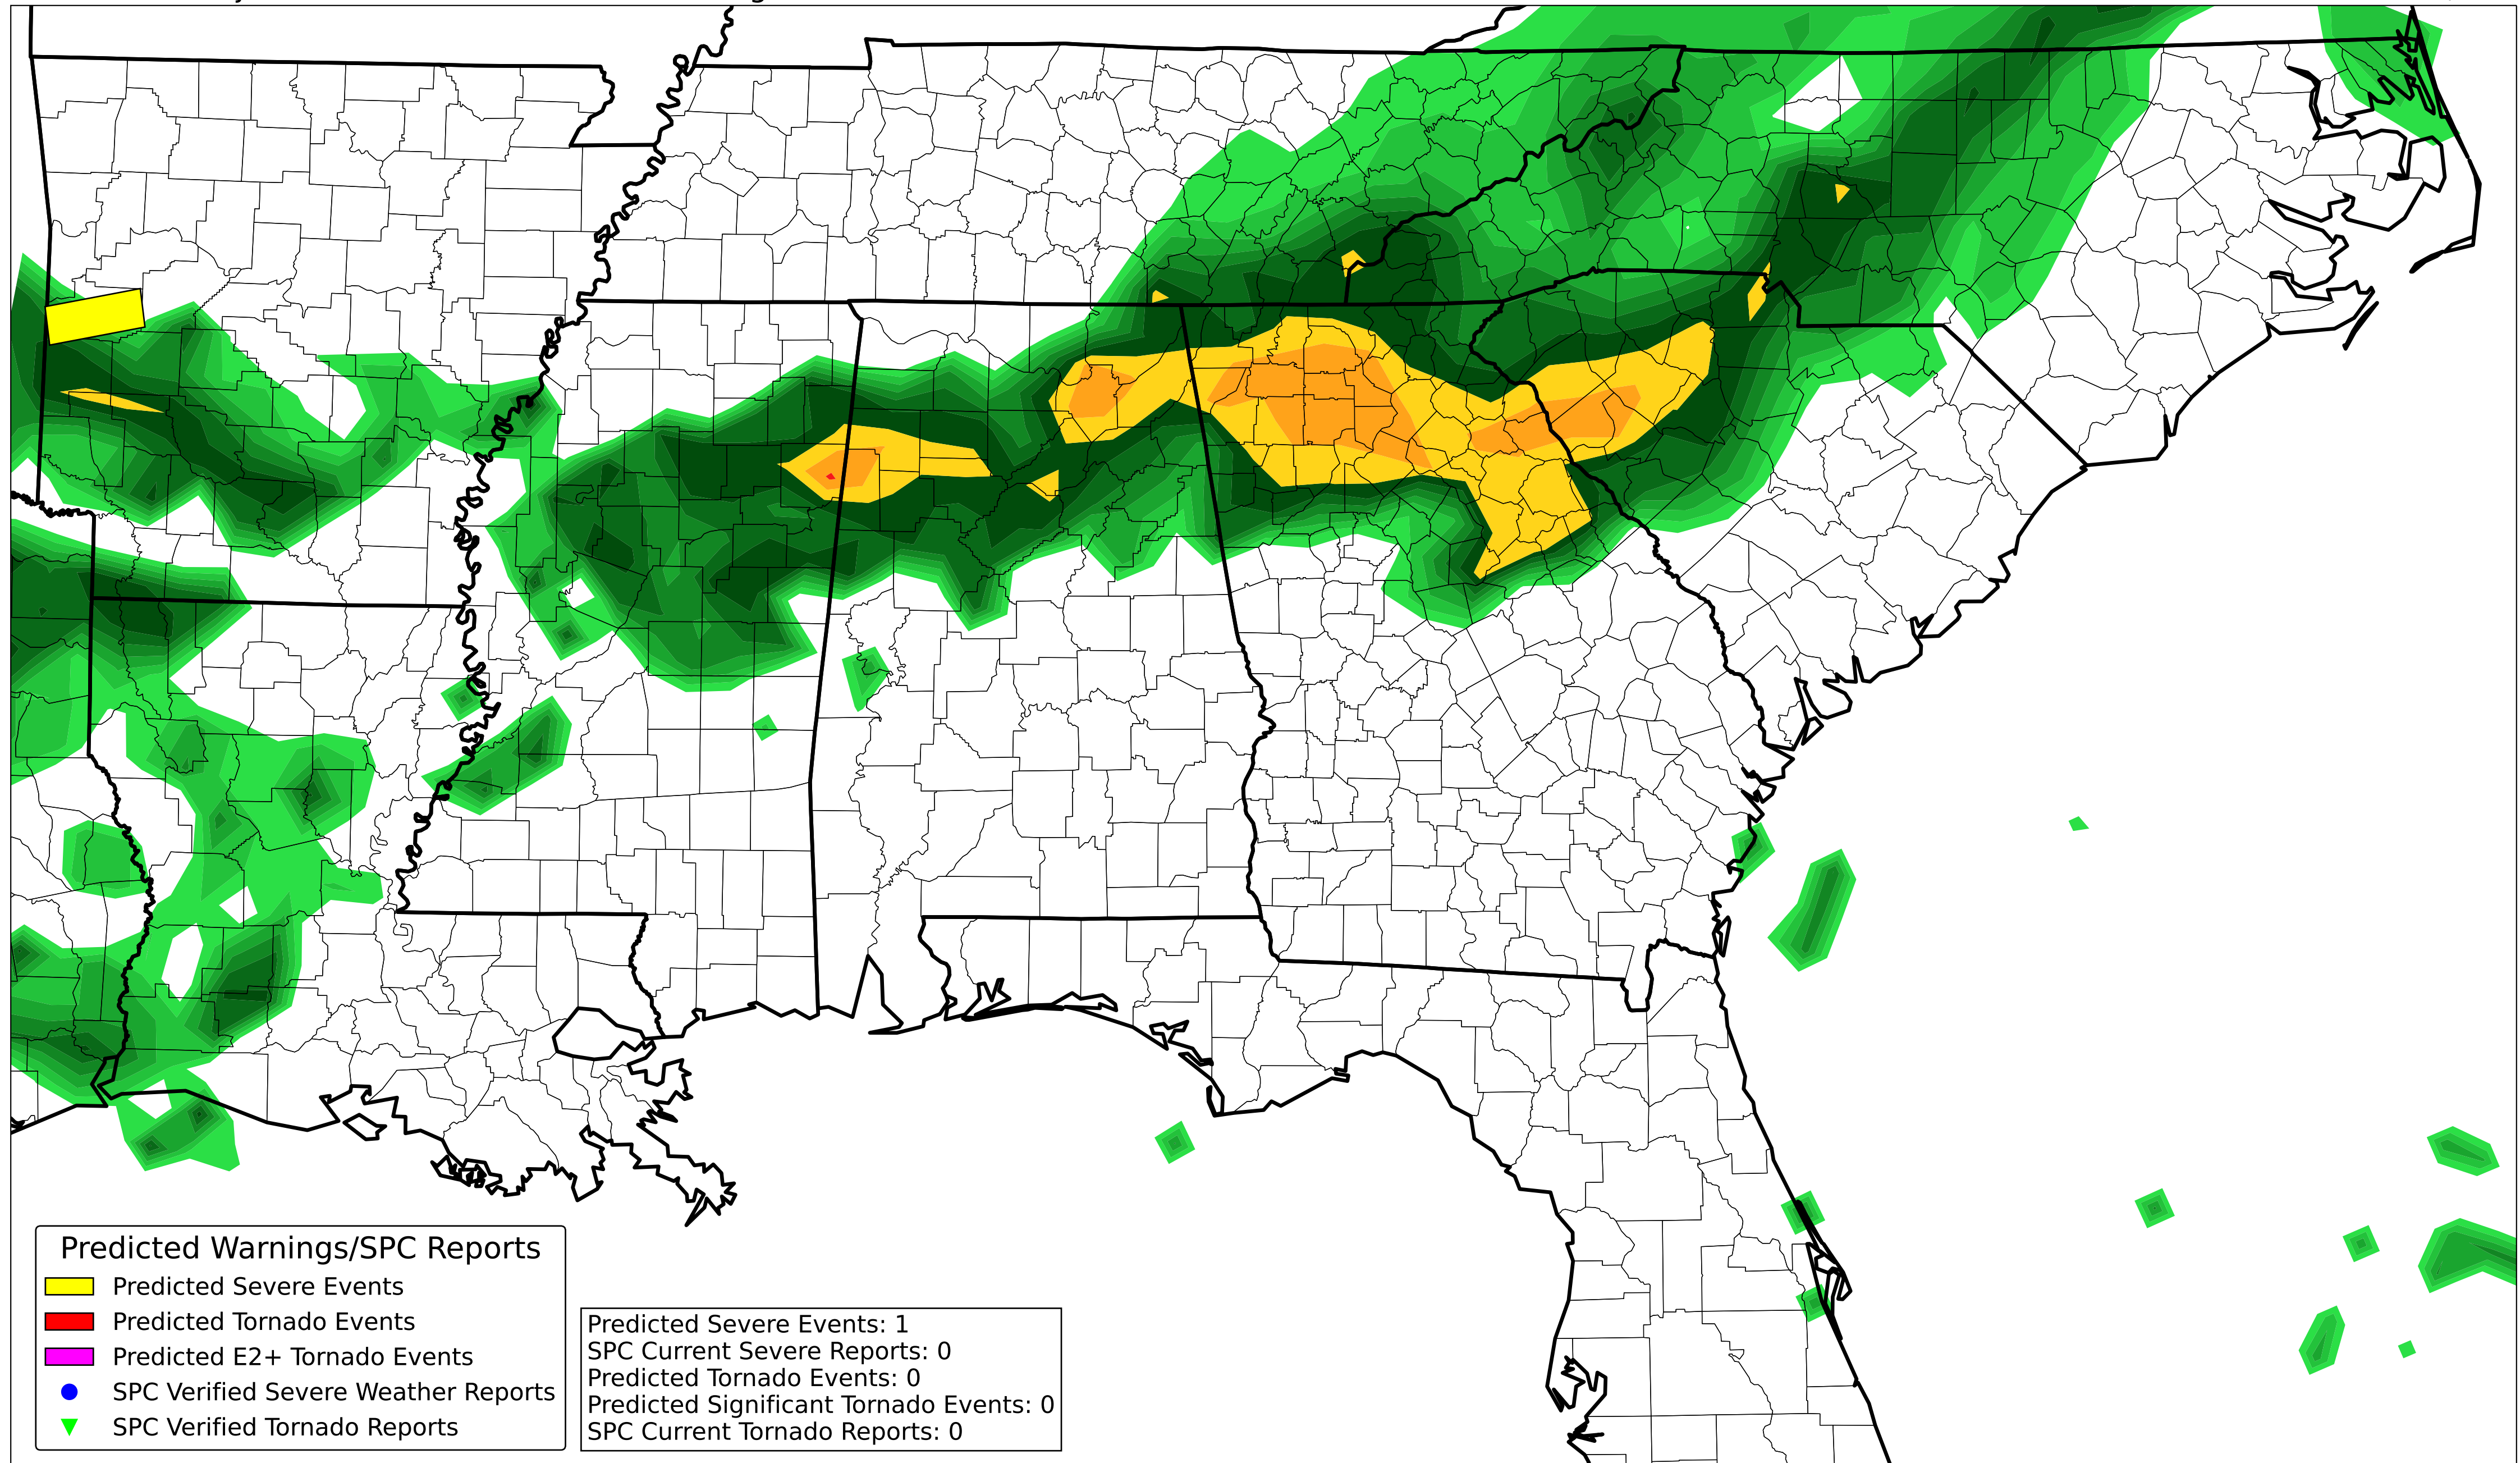 Predicted Warnings/SPC Reports
Predicted Severe Events
Predicted Tornado Events
Predicted E2+ Tornado Events
SPC Verified Severe Weather Reports
SPC Verified Tornado Reports
Predicted Severe Events: 1
SPC Current Severe Reports: 0
Predicted Tornado Events: 0
Predicted Significant Tornado Events: 0
SPC Current Tornado Reports: 0